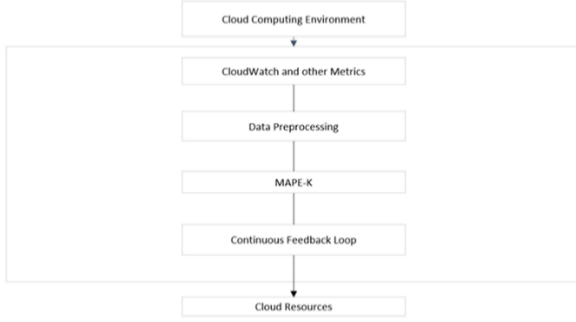 Cloud Computing Environment
CloudWatch and other Metrics
Data Preprocessing
MAPE-K
Continuous Feedback Loop
Cloud Resources